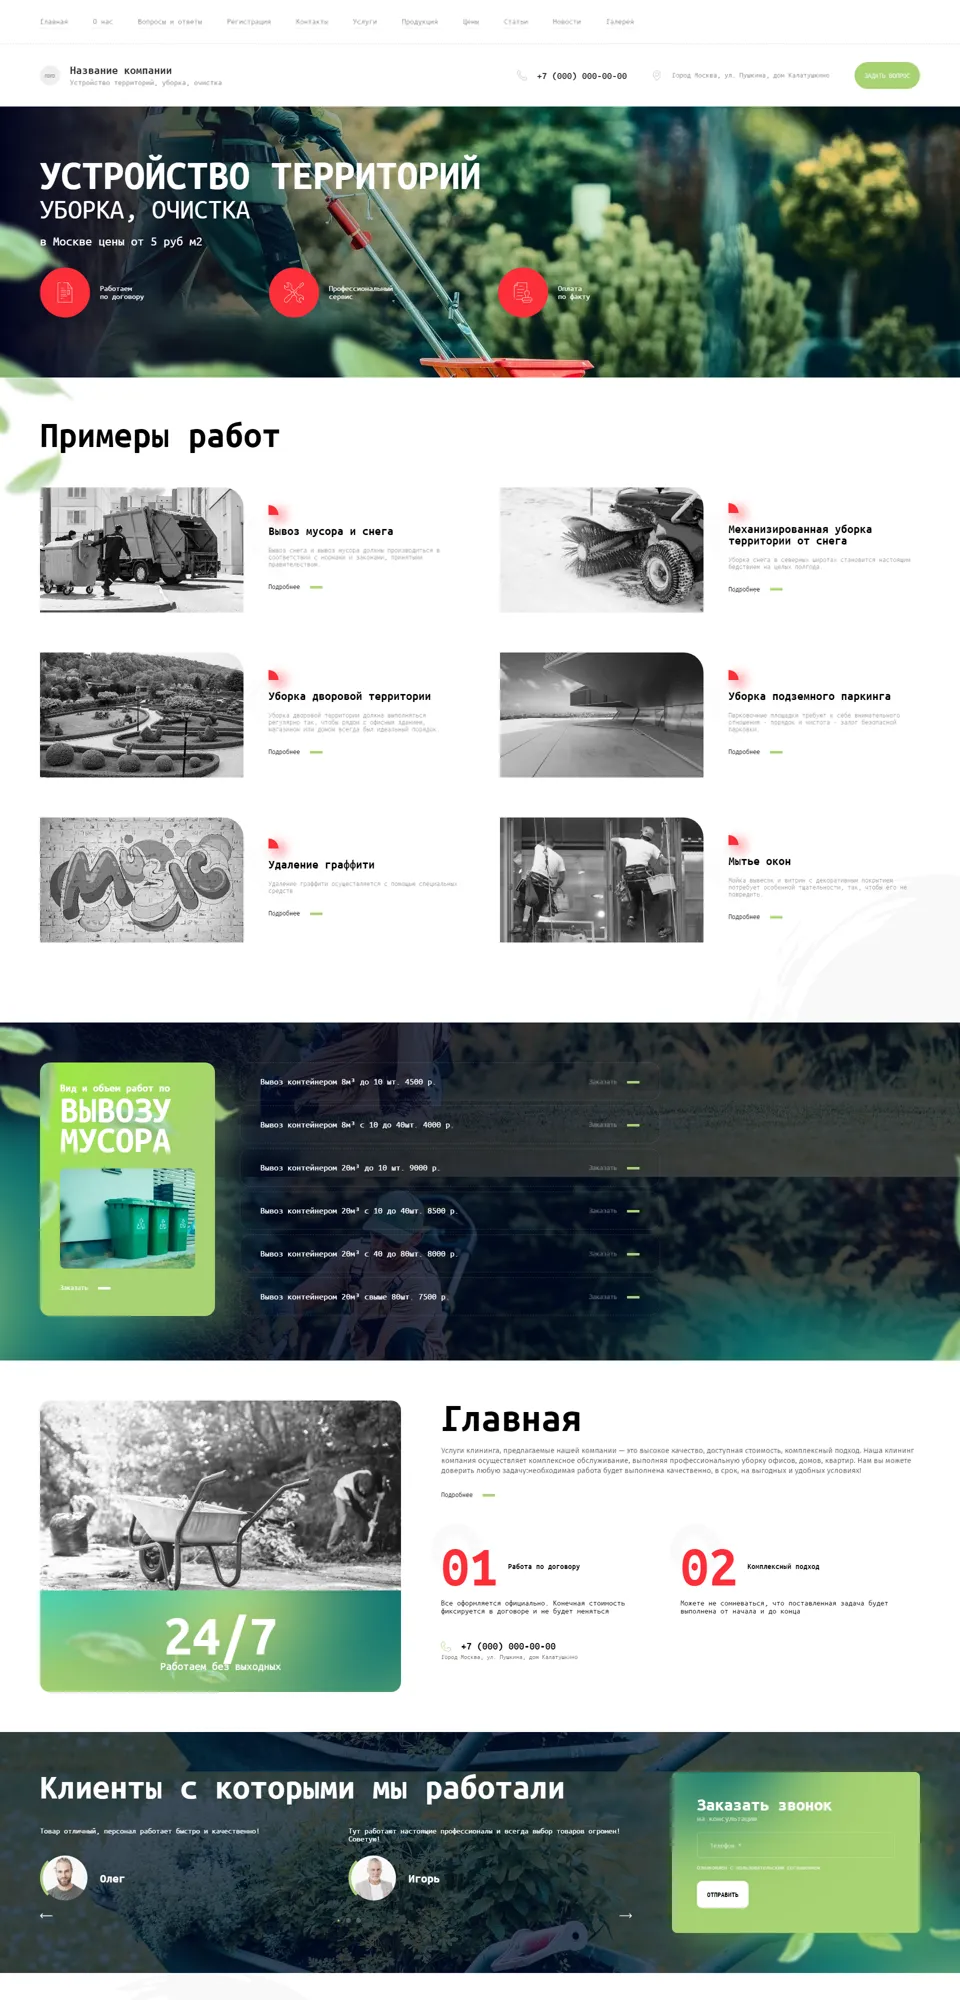 Главная О нас Вопросы и ответы Регистрация Контакты Услуги Продукция Цены Статьи Новости Галерея
Название компании
Устройство территорий, уборка, очистка
+7 (000) 000-00-00
Город Москва, ул. Пушкина, дом Калатушкино
ЗАДАТЬ ВОПРОС
УСТРОЙСТВО ТЕРРИТОРИЙ
УБОРКА, ОЧИСТКА
в Москве цены от 5 руб м2
Работаем
по договору
Профессиональный
сервис
Оплата
по факту
Примеры работ
Вывоз мусора и снега
Вывоз снега и вывоз мусора должны производиться в
соответствии с нормами и законами, принятыми
правительством.
Подробнее
Механизированная уборка
территории от снега
Уборка снега в северных широтах становится настоящим
бедствием на целых полгода.
Подробнее
Уборка дворовой территории
Уборка дворовой территории должна выполняться
регулярно так, чтобы рядом с офисным зданием,
магазином или домом всегда был идеальный порядок.
Подробнее
Уборка подземного паркинга
Парковочные площадки требуют к себе внимательного
отношения - порядок и чистота - залог безопасной
парковки.
Подробнее
Удаление граффити
Удаление граффити осуществляется с помощью специальных
средств.
Подробнее
Мытье окон
Мойка вывесок и витрин с декоративным покрытием
потребует особенной тщательности, так, чтобы его не
повредить.
Подробнее
Вид и объем работ по
ВЫВОЗУ
МУСОРА
Заказать
Вывоз контейнером 8м³ до 10 шт. 4500 р.
Заказать
Вывоз контейнером 8м³ с 10 до 40шт. 4000 р.
Заказать
Вывоз контейнером 20м³ до 10 шт. 9000 р.
Заказать
Вывоз контейнером 20м³ с 10 до 40шт. 8500 р.
Заказать
Вывоз контейнером 20м³ с 40 до 80шт. 8000 р.
Заказать
Вывоз контейнером 20м³ свыше 80шт. 7500 р.
Заказать
24/7
Работаем без выходных
Главная
Услуги клининга, предлагаемые нашей компании — это высокое качество, доступная стоимость, комплексный подход. Наша клининг
компания осуществляет комплексное обслуживание, выполняя профессиональную уборку офисов, домов, квартир. Нам вы можете
доверить любую задачу:необходимая работа будет выполнена качественно, в срок, на выгодных и удобных условиях!
Подробнее
01
Работа по договору
Все оформляется официально. Конечная стоимость
фиксируется в договоре и не будет меняться
02
Комплексный подход
Можете не сомневаться, что поставленная задача будет
выполнена от начала и до конца
+7 (000) 000-00-00
Город Москва, ул. Пушкина, дом Калатушкино
Клиенты с которыми мы работали
Товар отличный, персонал работает быстро и качественно!
Олег
Тут работают настоящие профессионалы и всегда выбор товаров огромен!
Советую!
Игорь
Заказать звонок
на консультацию
Телефон *
Ознакомлен с пользовательским соглашением
ОТПРАВИТЬ